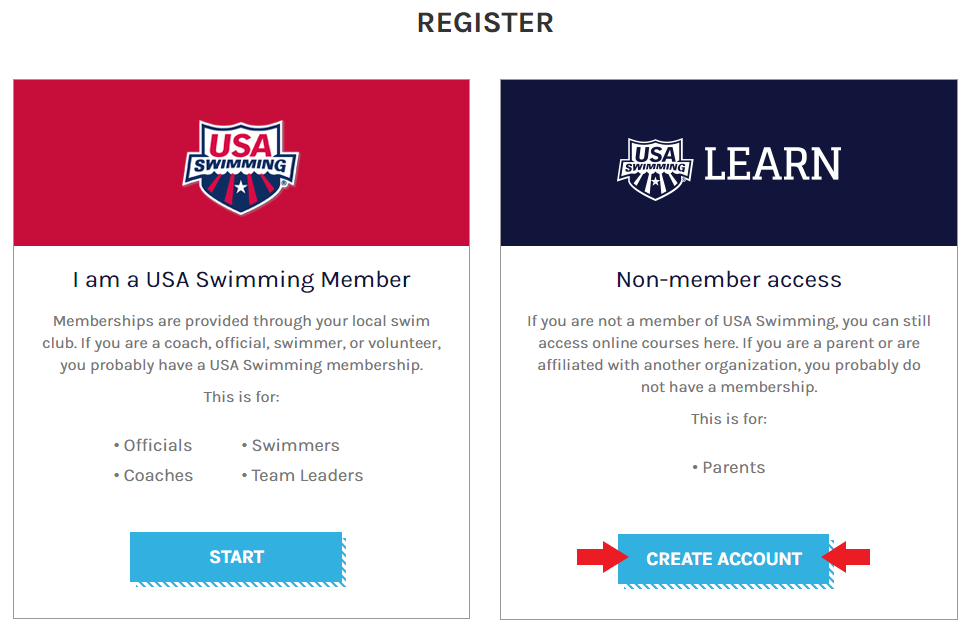 REGISTER
USA
SWIMMING
I am a USA Swimming Member
Memberships are provided through your local swim
club. If you are a coach, official, swimmer, or volunteer,
you probably have a USA Swimming membership.
This is for:
• Officials • Swimmers
• Coaches • Team Leaders
START
USA
SWIMMING
LEARN
Non-member access
If you are not a member of USA Swimming, you can still
access online courses here. If you are a parent or are
affiliated with another organization, you probably do
not have a membership.
This is for:
• Parents
CREATE ACCOUNT